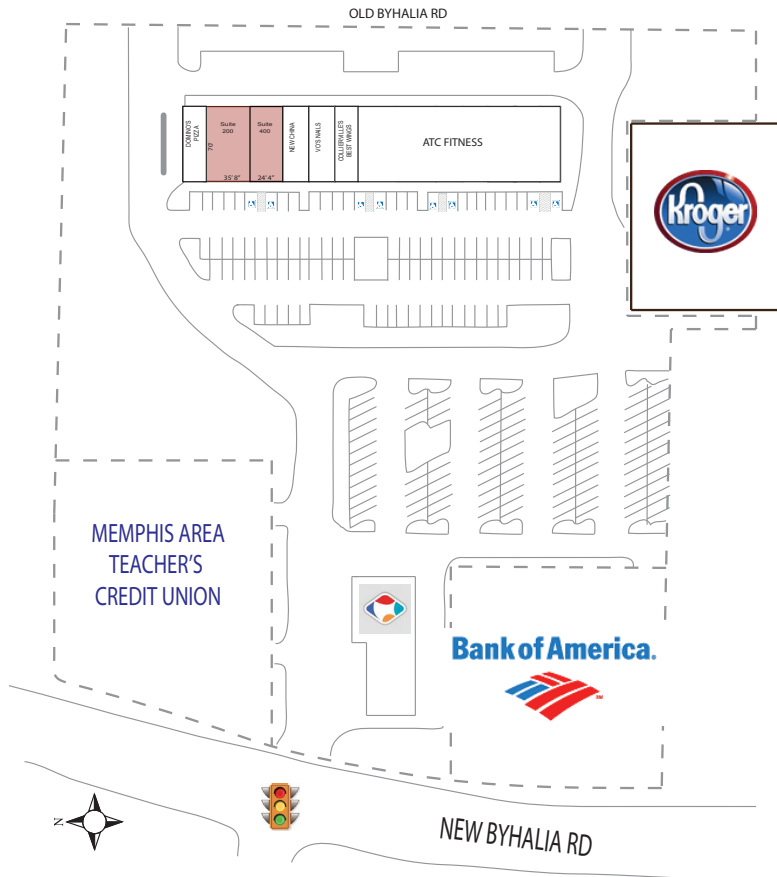 OLD BYHALIA RD
DOMINO'S
PIZZA
Suite
200
70'
35' 8"
Suite
400
24' 4"
NEW CHINA
VO'S NAILS
COLLIERVILLE'S
BEST WINGS
ATC FITNESS
Kroger
MEMPHIS AREA
TEACHER'S
CREDIT UNION
Bank of America.
N
NEW BYHALIA RD